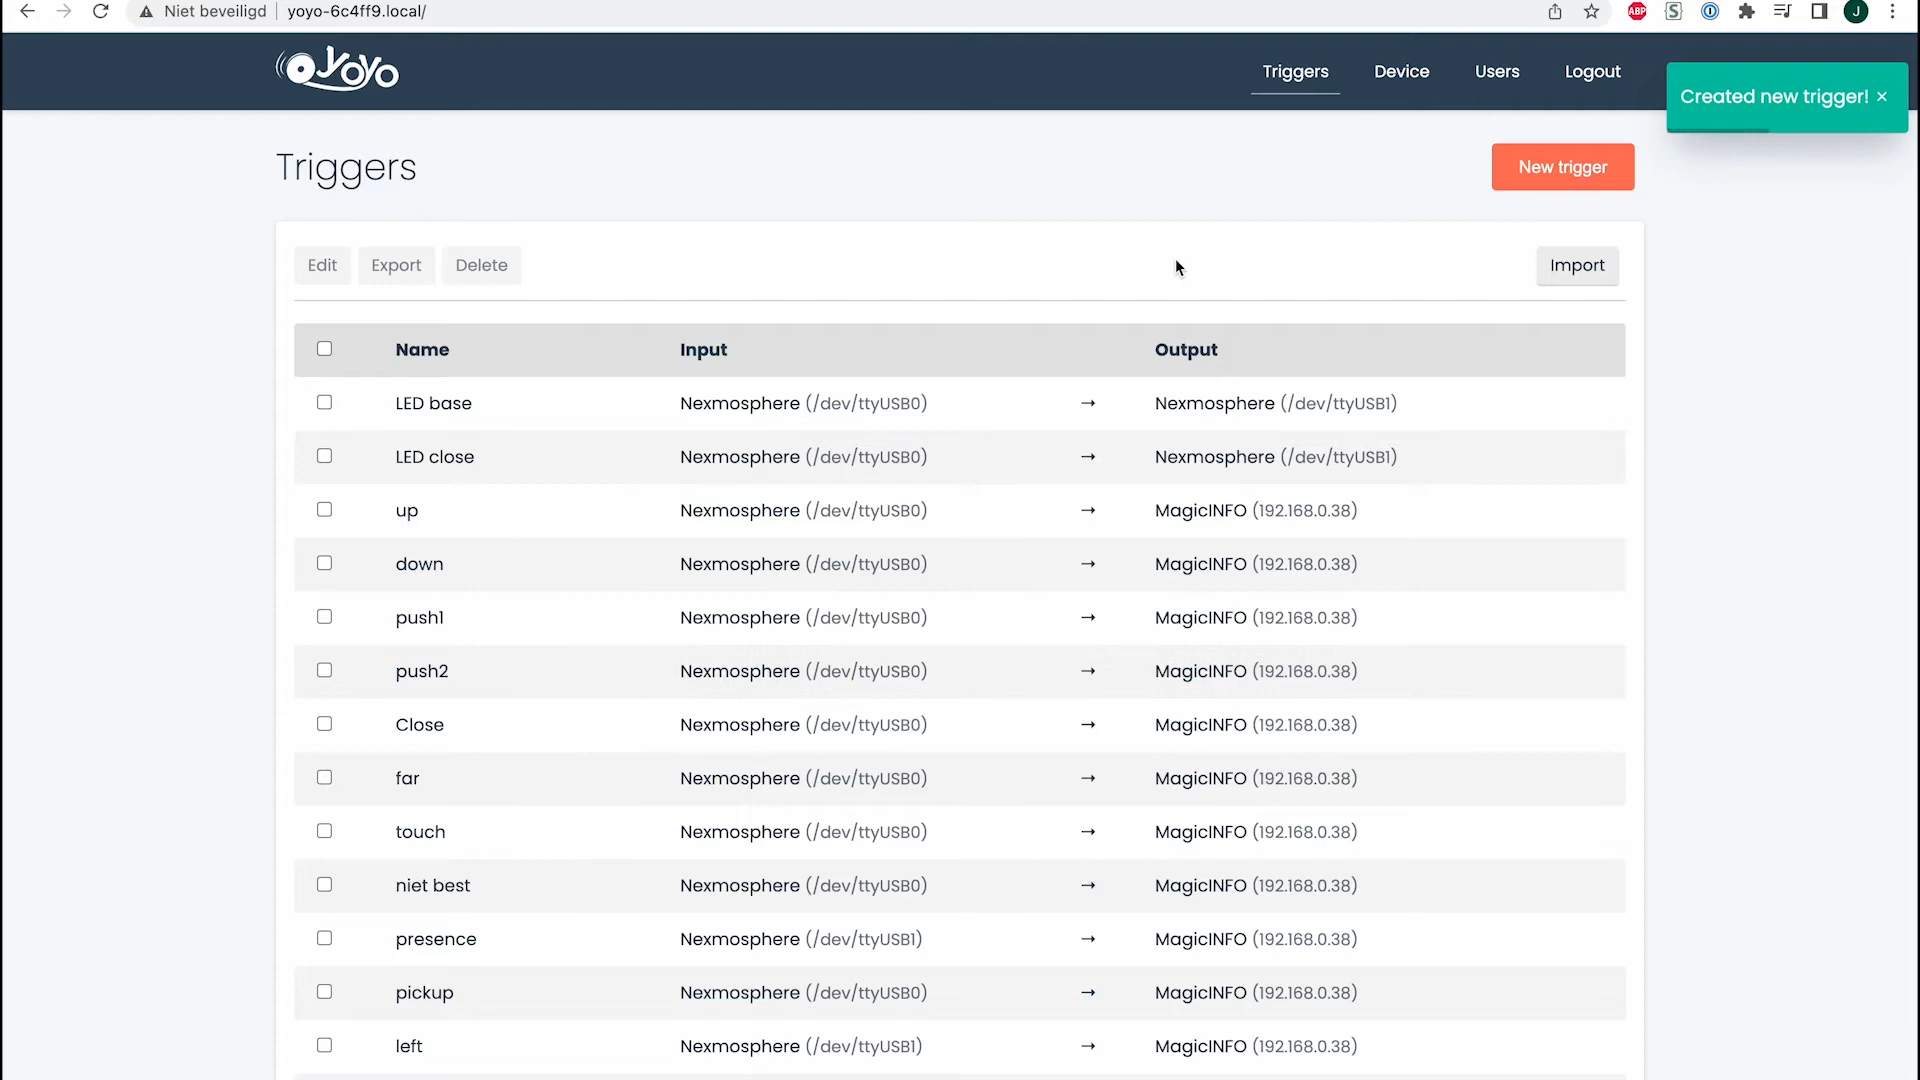 Niet beveiligd yoyo-6c4ff9.local/
ABP S J
yoyo Triggers Device Users Logout
Created new trigger! ×
Triggers New trigger
Edit Export Delete Import
Name Input Output
LED base Nexmosphere (/dev/ttyUSB0) → Nexmosphere (/dev/ttyUSB1)
LED close Nexmosphere (/dev/ttyUSB0) → Nexmosphere (/dev/ttyUSB1)
up Nexmosphere (/dev/ttyUSB0) → MagicINFO (192.168.0.38)
down Nexmosphere (/dev/ttyUSB0) → MagicINFO (192.168.0.38)
push1 Nexmosphere (/dev/ttyUSB0) → MagicINFO (192.168.0.38)
push2 Nexmosphere (/dev/ttyUSB0) → MagicINFO (192.168.0.38)
Close Nexmosphere (/dev/ttyUSB0) → MagicINFO (192.168.0.38)
far Nexmosphere (/dev/ttyUSB0) → MagicINFO (192.168.0.38)
touch Nexmosphere (/dev/ttyUSB0) → MagicINFO (192.168.0.38)
niet best Nexmosphere (/dev/ttyUSB0) → MagicINFO (192.168.0.38)
presence Nexmosphere (/dev/ttyUSB1) → MagicINFO (192.168.0.38)
pickup Nexmosphere (/dev/ttyUSB0) → MagicINFO (192.168.0.38)
left Nexmosphere (/dev/ttyUSB1) → MagicINFO (192.168.0.38)